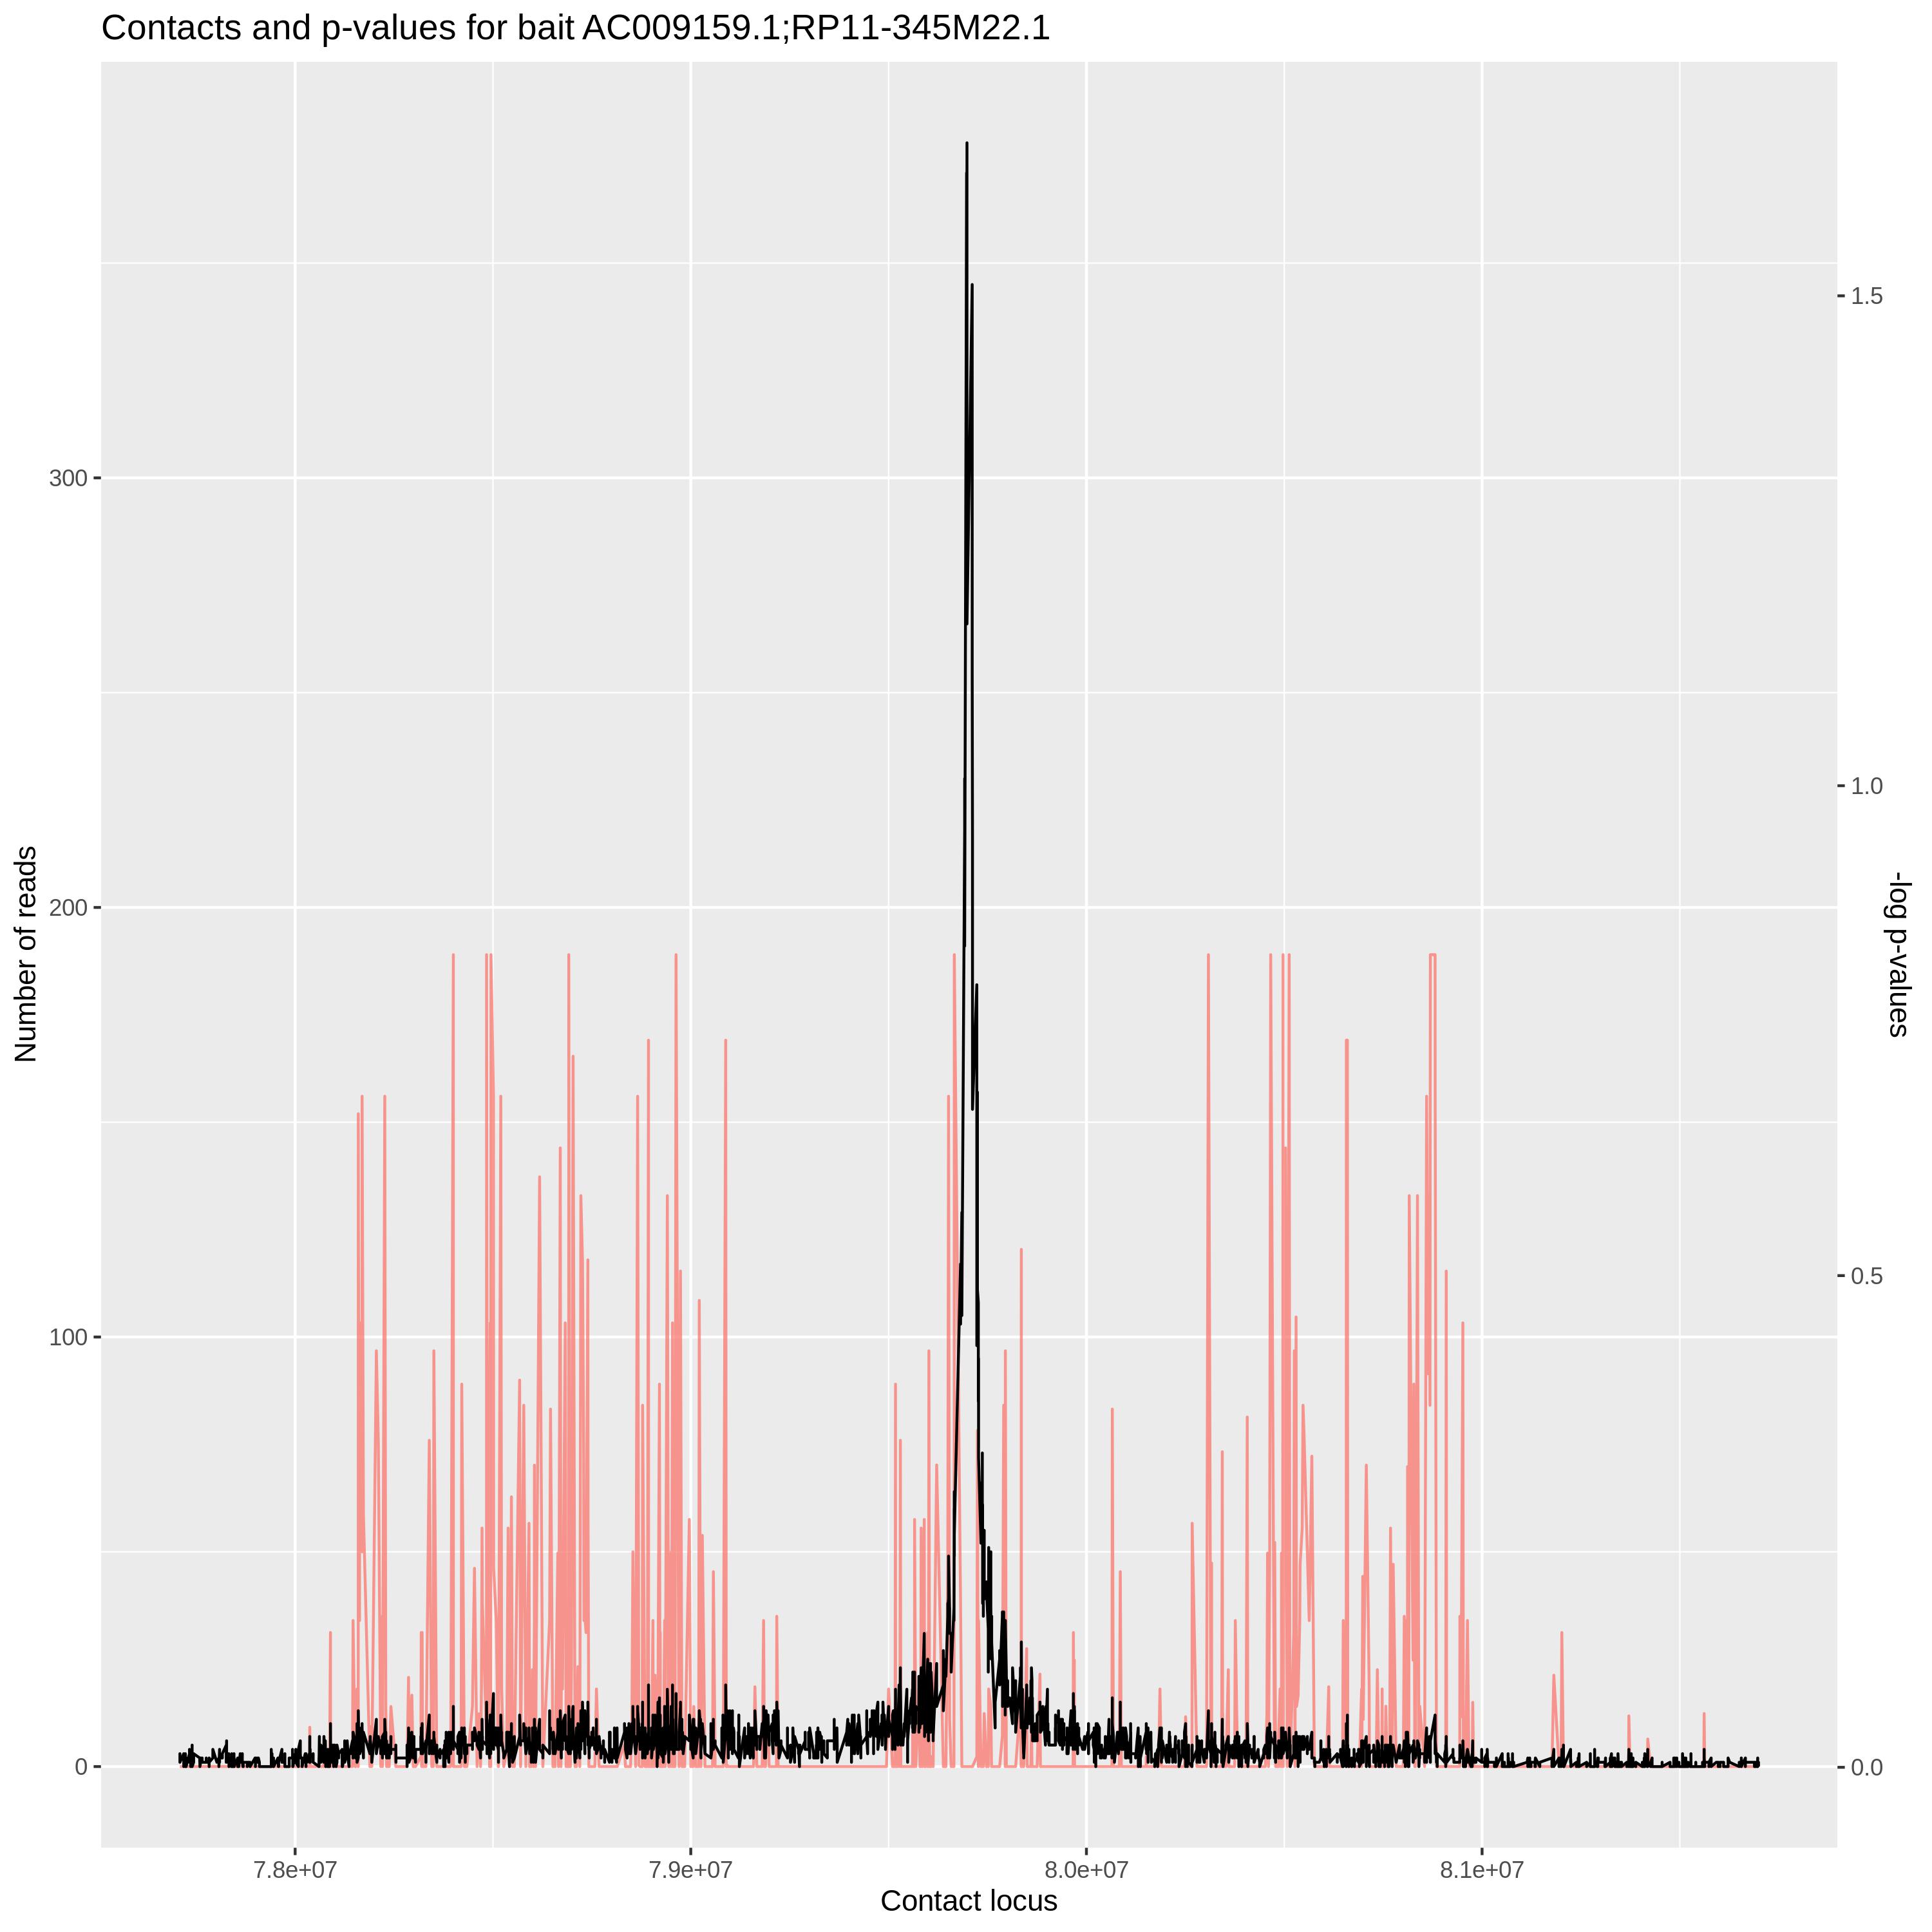 Contacts and p-values for bait AC009159.1;RP11-345M22.1
Number of reads
300
200
100
0
1.5
1.0
0.5
0.0
-log p-values
7.8e+07
7.9e+07
8.0e+07
8.1e+07
Contact locus